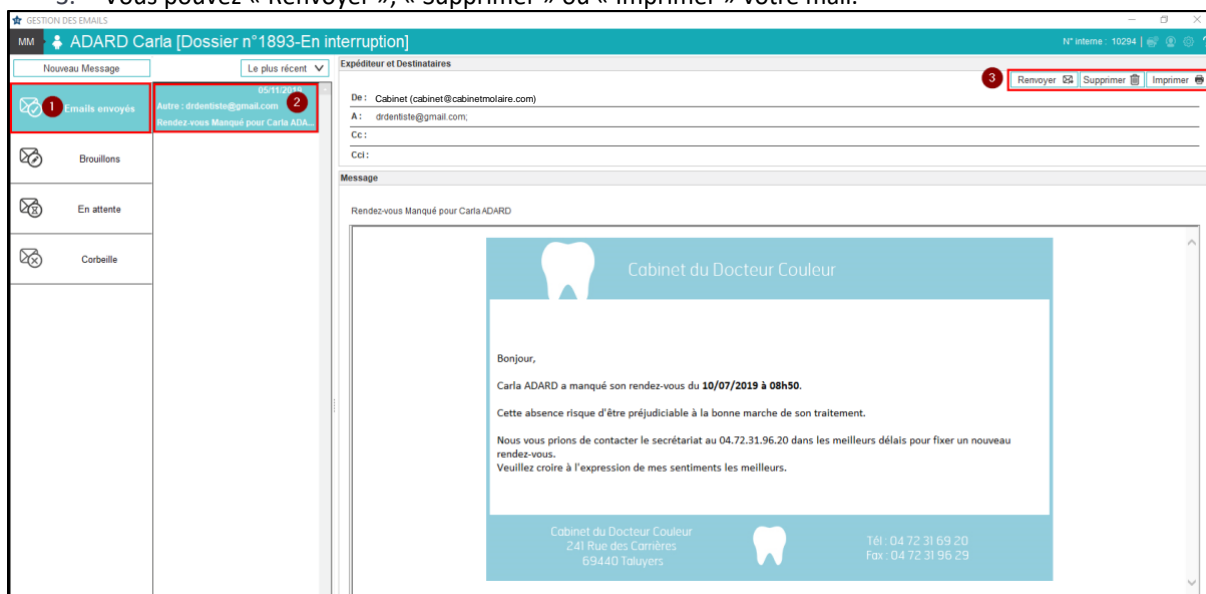 3. Vous pouvez « Renvoyer », « Supprimer » ou « Imprimer » votre mail.
GESTION DES EMAILS
MM ADARD Carla [Dossier n°1893-En interruption]
N° interne : 10294
Nouveau Message
Le plus récent
Expéditeur et Destinataires
3 Renvoyer Supprimer Imprimer
1 Emails envoyés
05/11/2019
Autre : drdentiste@gmail.com 2
Rendez-vous Manqué pour Carla ADA...
De : Cabinet (cabinet@cabinetmolaire.com)
A : drdentiste@gmail.com;
Cc :
Cci :
Brouillons
En attente
Corbeille
Message
Rendez-vous Manqué pour Carla ADARD
Cabinet du Docteur Couleur
Bonjour,
Carla ADARD a manqué son rendez-vous du 10/07/2019 à 08h50.
Cette absence risque d'être préjudiciable à la bonne marche de son traitement.
Nous vous prions de contacter le secrétariat au 04.72.31.96.20 dans les meilleurs délais pour fixer un nouveau
rendez-vous.
Veuillez croire à l'expression de mes sentiments les meilleurs.
Cabinet du Docteur Couleur
241 Rue des Carrières
69440 Taluyers
Tél : 04 72 31 69 20
Fax : 04 72 31 96 29